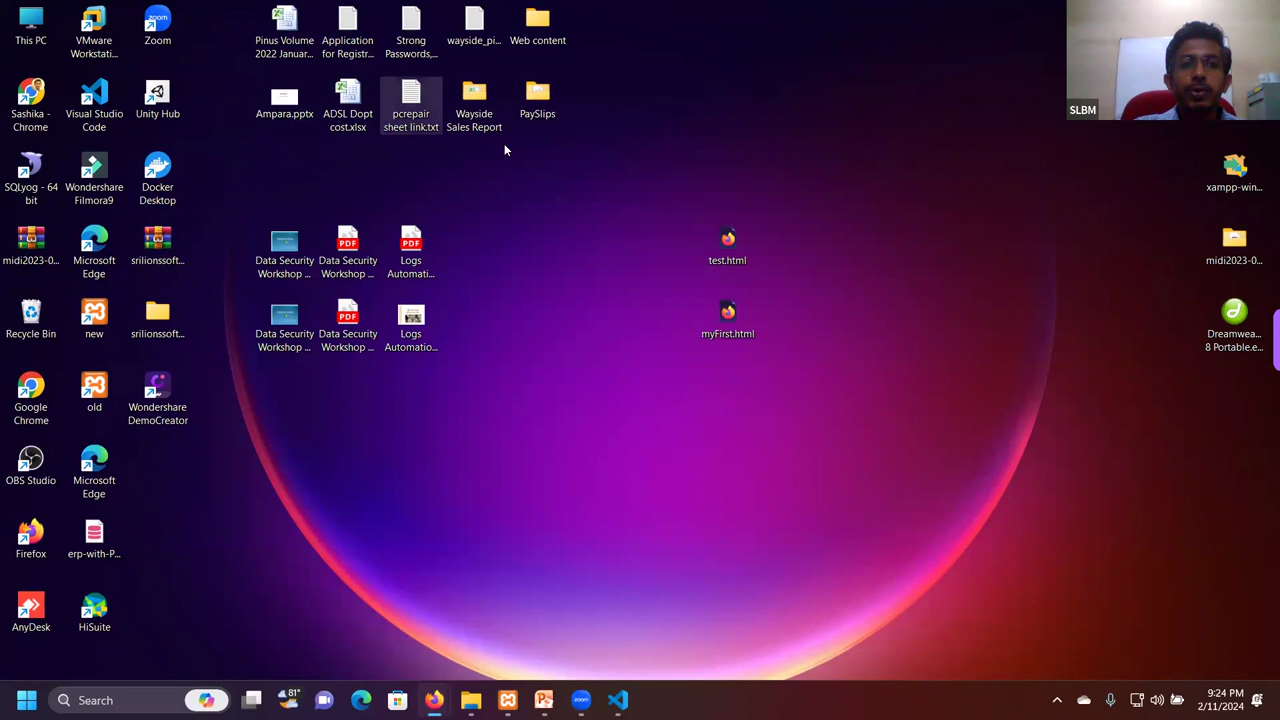 This PC
VMware
Workstati...
Zoom
Pinus Volume
2022 Januar...
Application
for Registr...
Strong
Passwords,...
wayside_pi...
Web content
SLBM
Sashika -
Chrome
Visual Studio
Code
Unity Hub
Ampara.pptx
ADSL Dopt
cost.xlsx
pcrepair
sheet link.txt
Wayside
Sales Report
PaySlips
SQLyog - 64
bit
Wondershare
Filmora9
Docker
Desktop
xampp-win...
midi2023-0...
Microsoft
Edge
srilionssoft...
Data Security
Workshop ...
PDF
Data Security
Workshop ...
PDF
Logs
Automati...
test.html
midi2023-0...
Recycle Bin
new
srilionssoft...
Data Security
Workshop ...
PDF
Data Security
Workshop ...
Logs
Automatio...
myFirst.html
Dreamwea...
8 Portable.e...
Google
Chrome
old
Wondershare
DemoCreator
OBS Studio
Microsoft
Edge
Firefox
erp-with-P...
AnyDesk
HiSuite
Search
81°
zoom
9:24 PM
2/11/2024